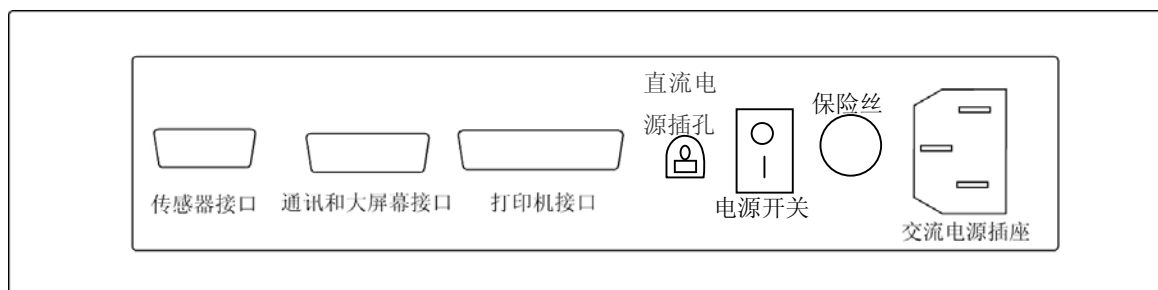 直流电
源插孔
保险丝
传感器接口
通讯和大屏幕接口
打印机接口
电源开关
交流电源插座